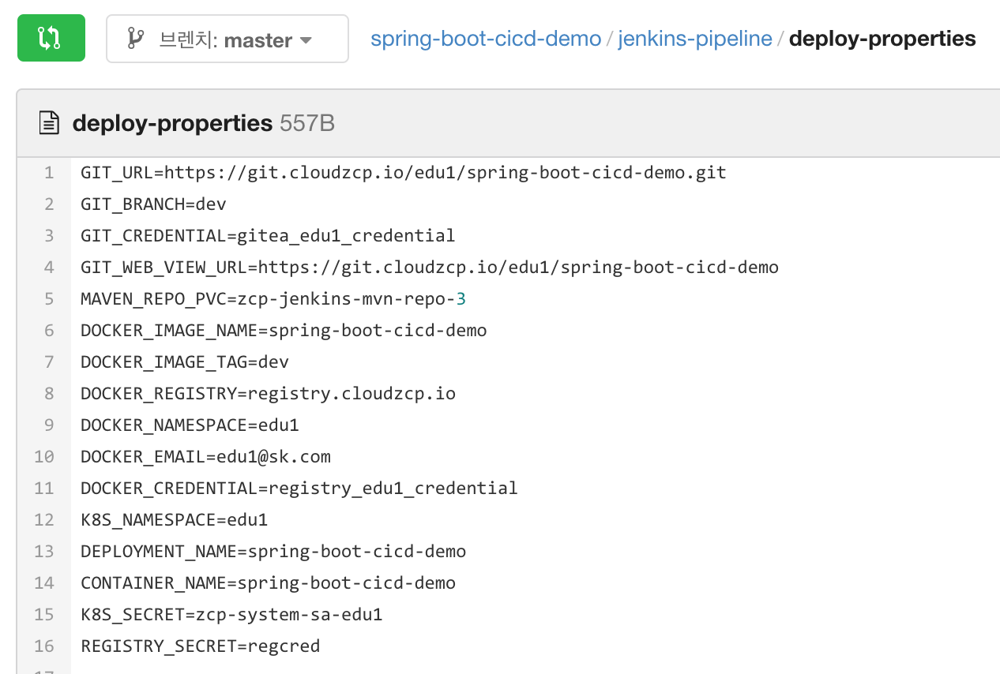 브렌치: master spring-boot-cicd-demo / jenkins-pipeline / deploy-properties
deploy-properties 557B
1 GIT_URL=https://git.cloudzcp.io/edu1/spring-boot-cicd-demo.git
2 GIT_BRANCH=dev
3 GIT_CREDENTIAL=gitea_edu1_credential
4 GIT_WEB_VIEW_URL=https://git.cloudzcp.io/edu1/spring-boot-cicd-demo
5 MAVEN_REPO_PVC=zcp-jenkins-mvn-repo-3
6 DOCKER_IMAGE_NAME=spring-boot-cicd-demo
7 DOCKER_IMAGE_TAG=dev
8 DOCKER_REGISTRY=registry.cloudzcp.io
9 DOCKER_NAMESPACE=edu1
10 DOCKER_EMAIL=edu1@sk.com
11 DOCKER_CREDENTIAL=registry_edu1_credential
12 K8S_NAMESPACE=edu1
13 DEPLOYMENT_NAME=spring-boot-cicd-demo
14 CONTAINER_NAME=spring-boot-cicd-demo
15 K8S_SECRET=zcp-system-sa-edu1
16 REGISTRY_SECRET=regcred